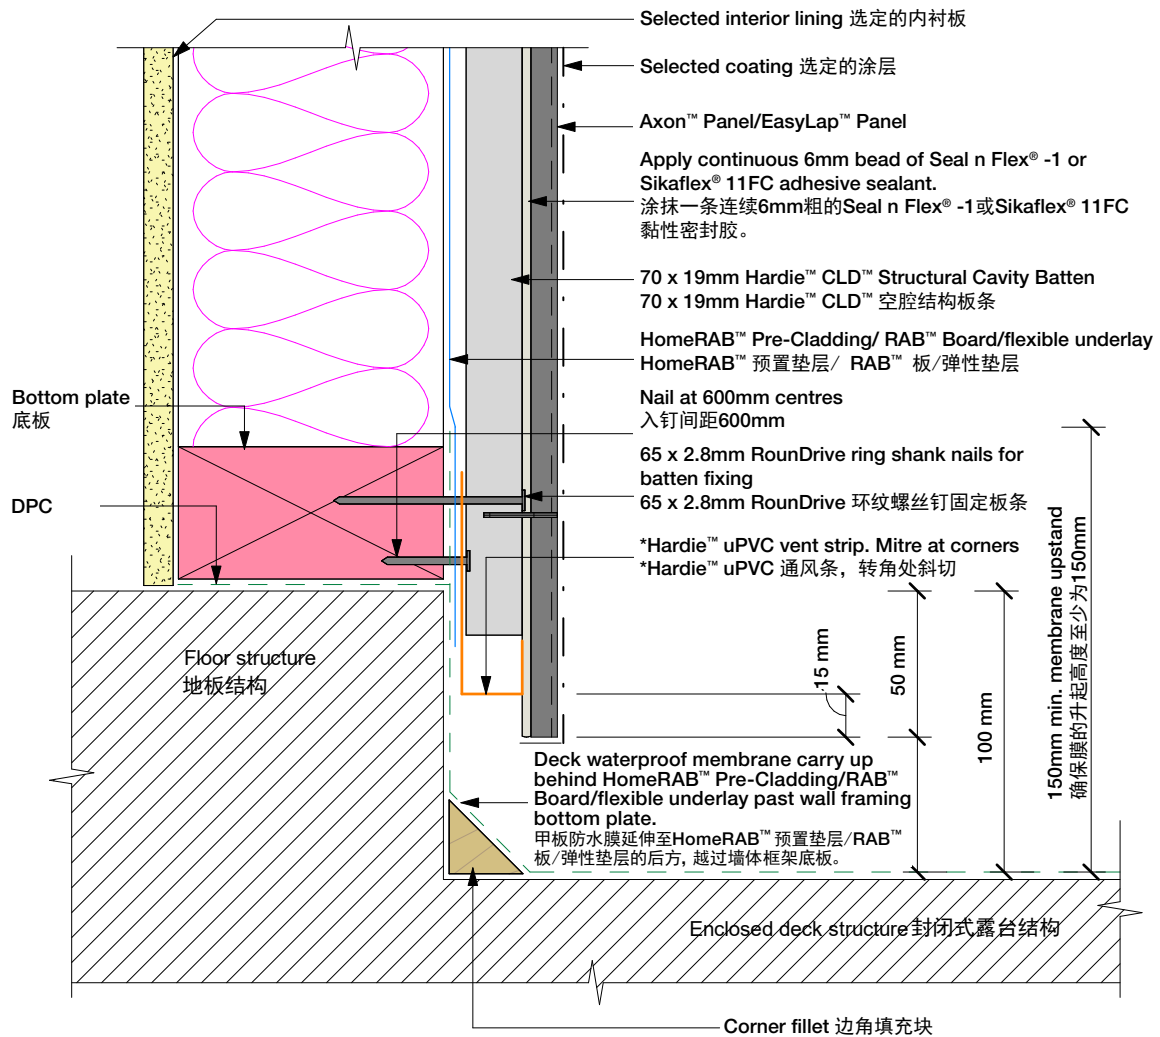 Selected interior lining 选定的内衬板
Selected coating 选定的涂层
Axon™ Panel/EasyLap™ Panel
Apply continuous 6mm bead of Seal n Flex® -1 or
Sikaflex® 11FC adhesive sealant.
涂抹一条连续6mm粗的Seal n Flex® -1或Sikaflex® 11FC
黏性密封胶。
70 x 19mm Hardie™ CLD™ Structural Cavity Batten
70 x 19mm Hardie™ CLD™ 空腔结构板条
HomeRAB™ Pre-Cladding/ RAB™ Board/flexible underlay
HomeRAB™ 预置垫层/ RAB™ 板/弹性垫层
Nail at 600mm centres
入钉间距600mm
Bottom plate
底板
65 x 2.8mm RounDrive ring shank nails for
batten fixing
65 x 2.8mm RounDrive 环纹螺丝钉固定板条
DPC
*Hardie™ uPVC vent strip. Mitre at corners
*Hardie™ uPVC 通风条，转角处斜切
150mm min. membrane upstand
确保膜的升起高度至少为150mm
15 mm
50 mm
100 mm
Floor structure
地板结构
Deck waterproof membrane carry up
behind HomeRAB™ Pre-Cladding/RAB™
Board/flexible underlay past wall framing
bottom plate.
甲板防水膜延伸至HomeRAB™ 预置垫层/RAB™
板/弹性垫层的后方, 越过墙体框架底板。
Enclosed deck structure 封闭式露台结构
Corner fillet 边角填充块